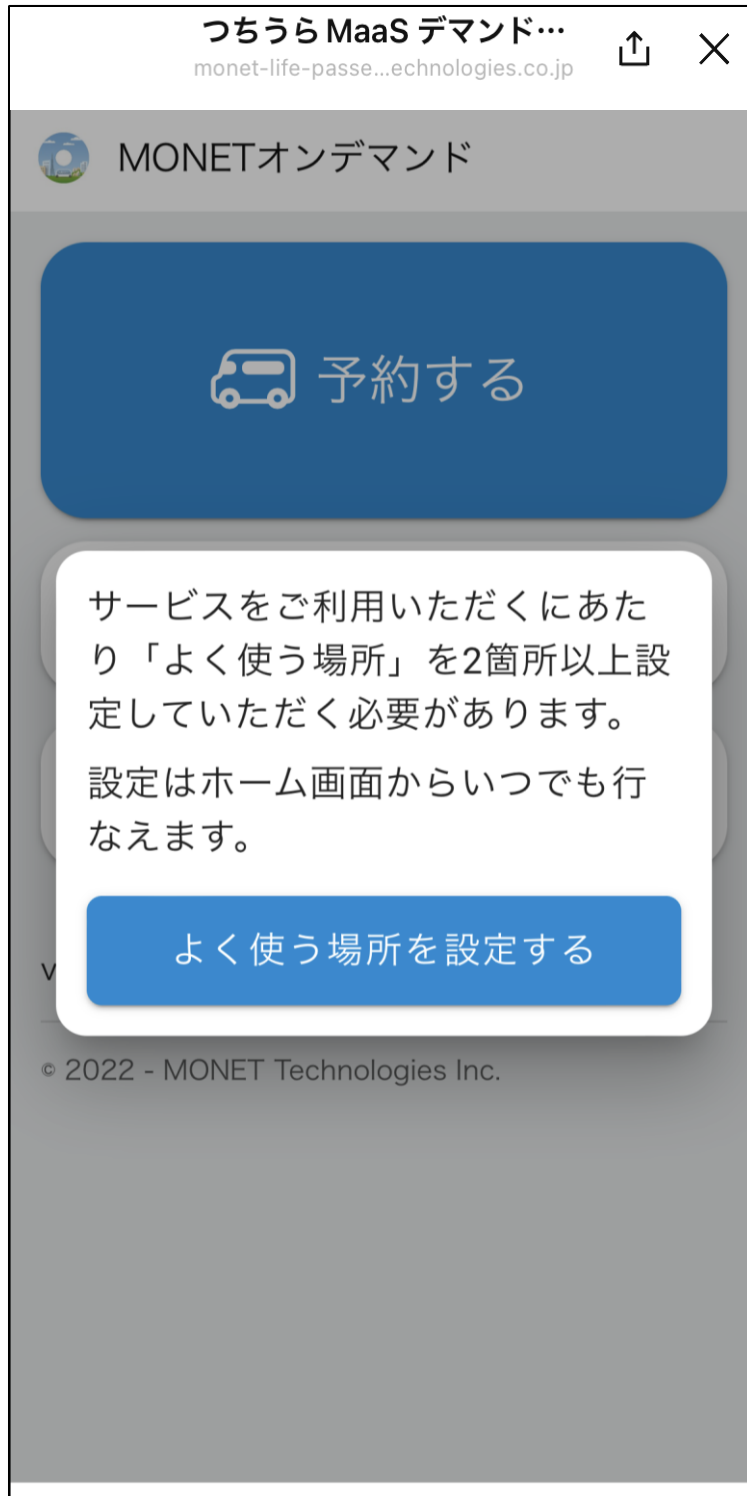 つちうら MaaS デマンド…
monet-life-passe...echnologies.co.jp
MONETオンデマンド
予約する
サービスをご利用いただくにあた
り「よく使う場所」を2箇所以上設
定していただく必要があります。
設定はホーム画面からいつでも行
なえます。
よく使う場所を設定する
© 2022 - MONET Technologies Inc.